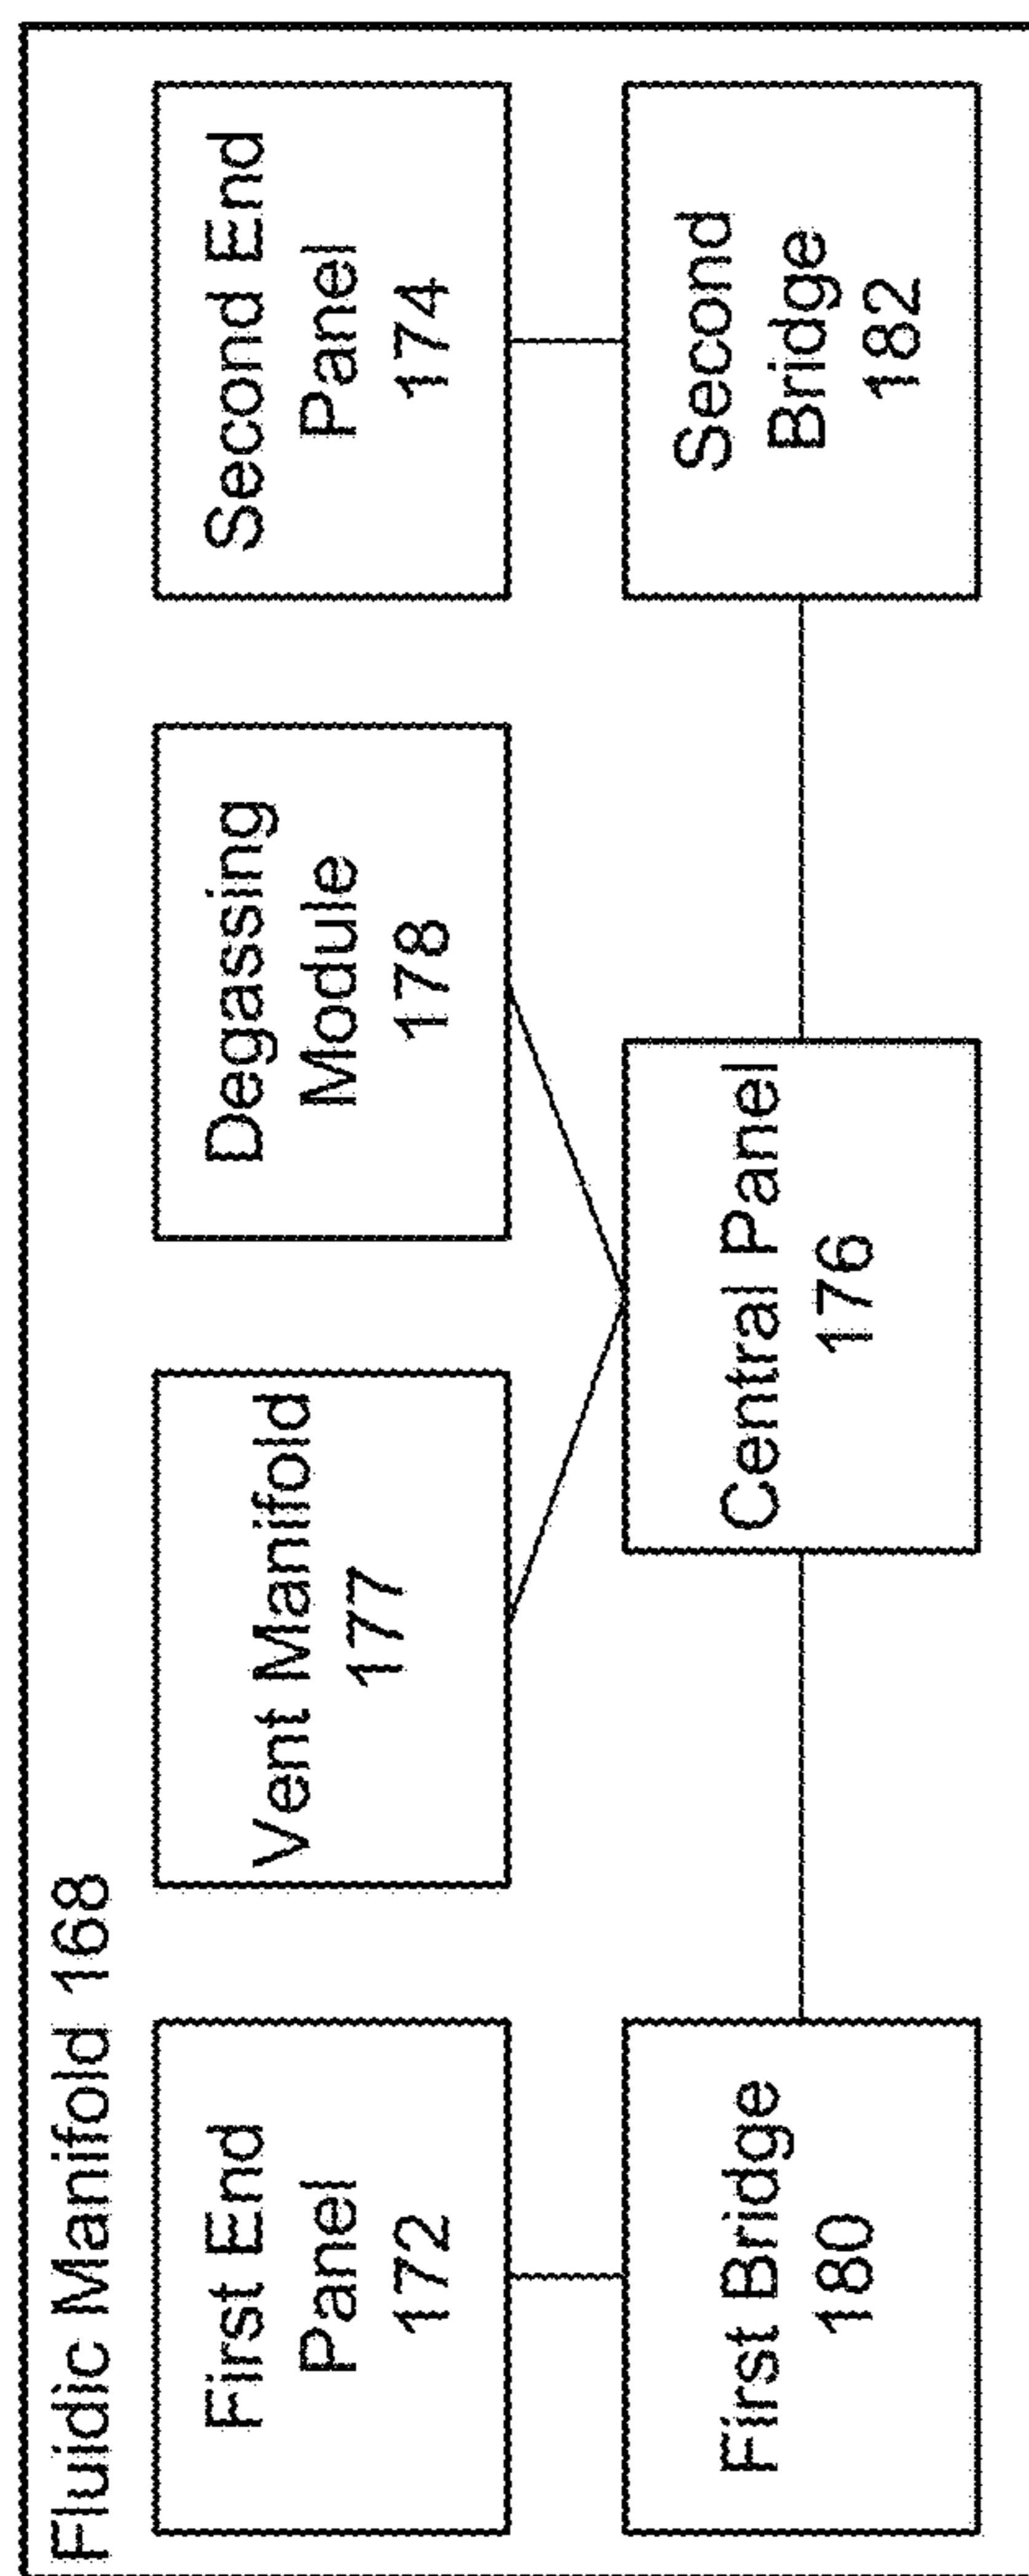 Fluidic Manifold 168
First End
Panel
172
Vent Manifold
177
Degassing
Module
178
Second End
Panel
174
First Bridge
180
Central Panel
176
Second
Bridge
182